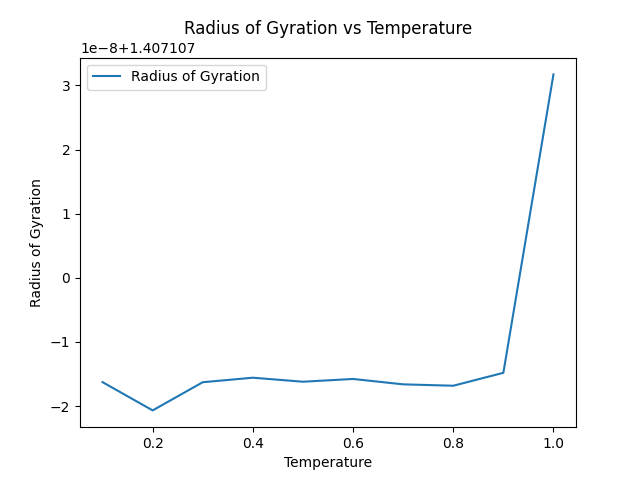 Radius of Gyration vs Temperature
1e−8+1.407107
Radius of Gyration
3
2
1
0
−1
−2
Radius of Gyration
0.2 0.4 0.6 0.8 1.0
Temperature